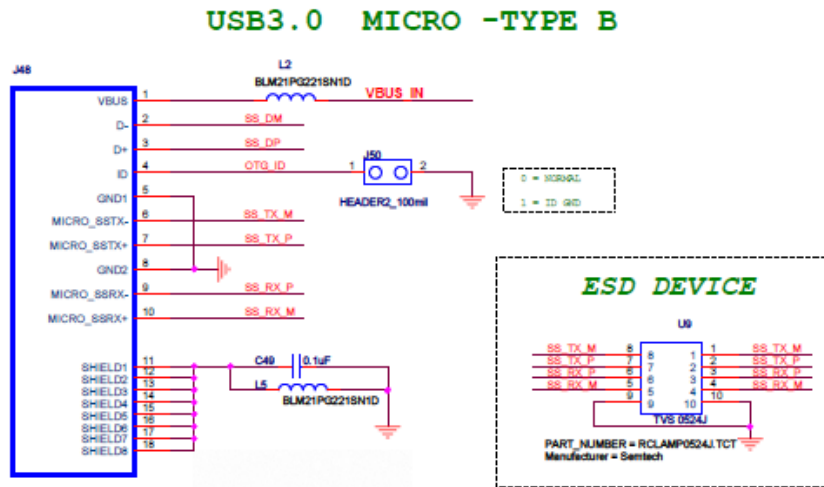 USB3.0 MICRO -TYPE B
J48
L2
BLM21PG221SN1D
VBUS 1 VBUS_IN
D- 2 SS_DM
D+ 3 SS_DP
ID 4 OTG_ID 1 J50 2
HEADER2_100mil
0 = NORMAL
1 = ID GND
GND1 5
MICRO_SSTX- 6 SS_TX_M
MICRO_SSTX+ 7 SS_TX_P
GND2 8
MICRO_SSRX- 9 SS_RX_P
MICRO_SSRX+ 10 SS_RX_M
SHIELD1 11
SHIELD2 12
SHIELD3 13
SHIELD4 14
SHIELD5 15
SHIELD6 16
SHIELD7 17
SHIELD8 18
C49 0.1uF
L5
BLM21PG221SN1D
ESD DEVICE
U9
SS_TX_M 8 8 1 1 SS_TX_M
SS_TX_P 7 7 2 2 SS_TX_P
SS_RX_P 6 6 3 3 SS_RX_P
SS_RX_M 5 5 4 4 SS_RX_M
9 9 10 10
TVS 0524J
PART_NUMBER = RCLAMP0524J.TCT
Manufacturer = Semtech